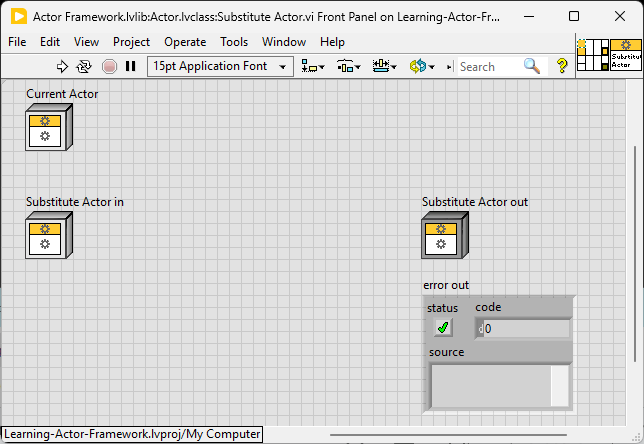 Actor Framework.lvlib:Actor.lvclass:Substitute Actor.vi Front Panel on Learning-Actor-Fr...
File Edit View Project Operate Tools Window Help
15pt Application Font
Search
?
Substitut
Actor
Current Actor
Substitute Actor in
Substitute Actor out
error out
status code
d 0
source
Learning-Actor-Framework.lvproj/My Computer